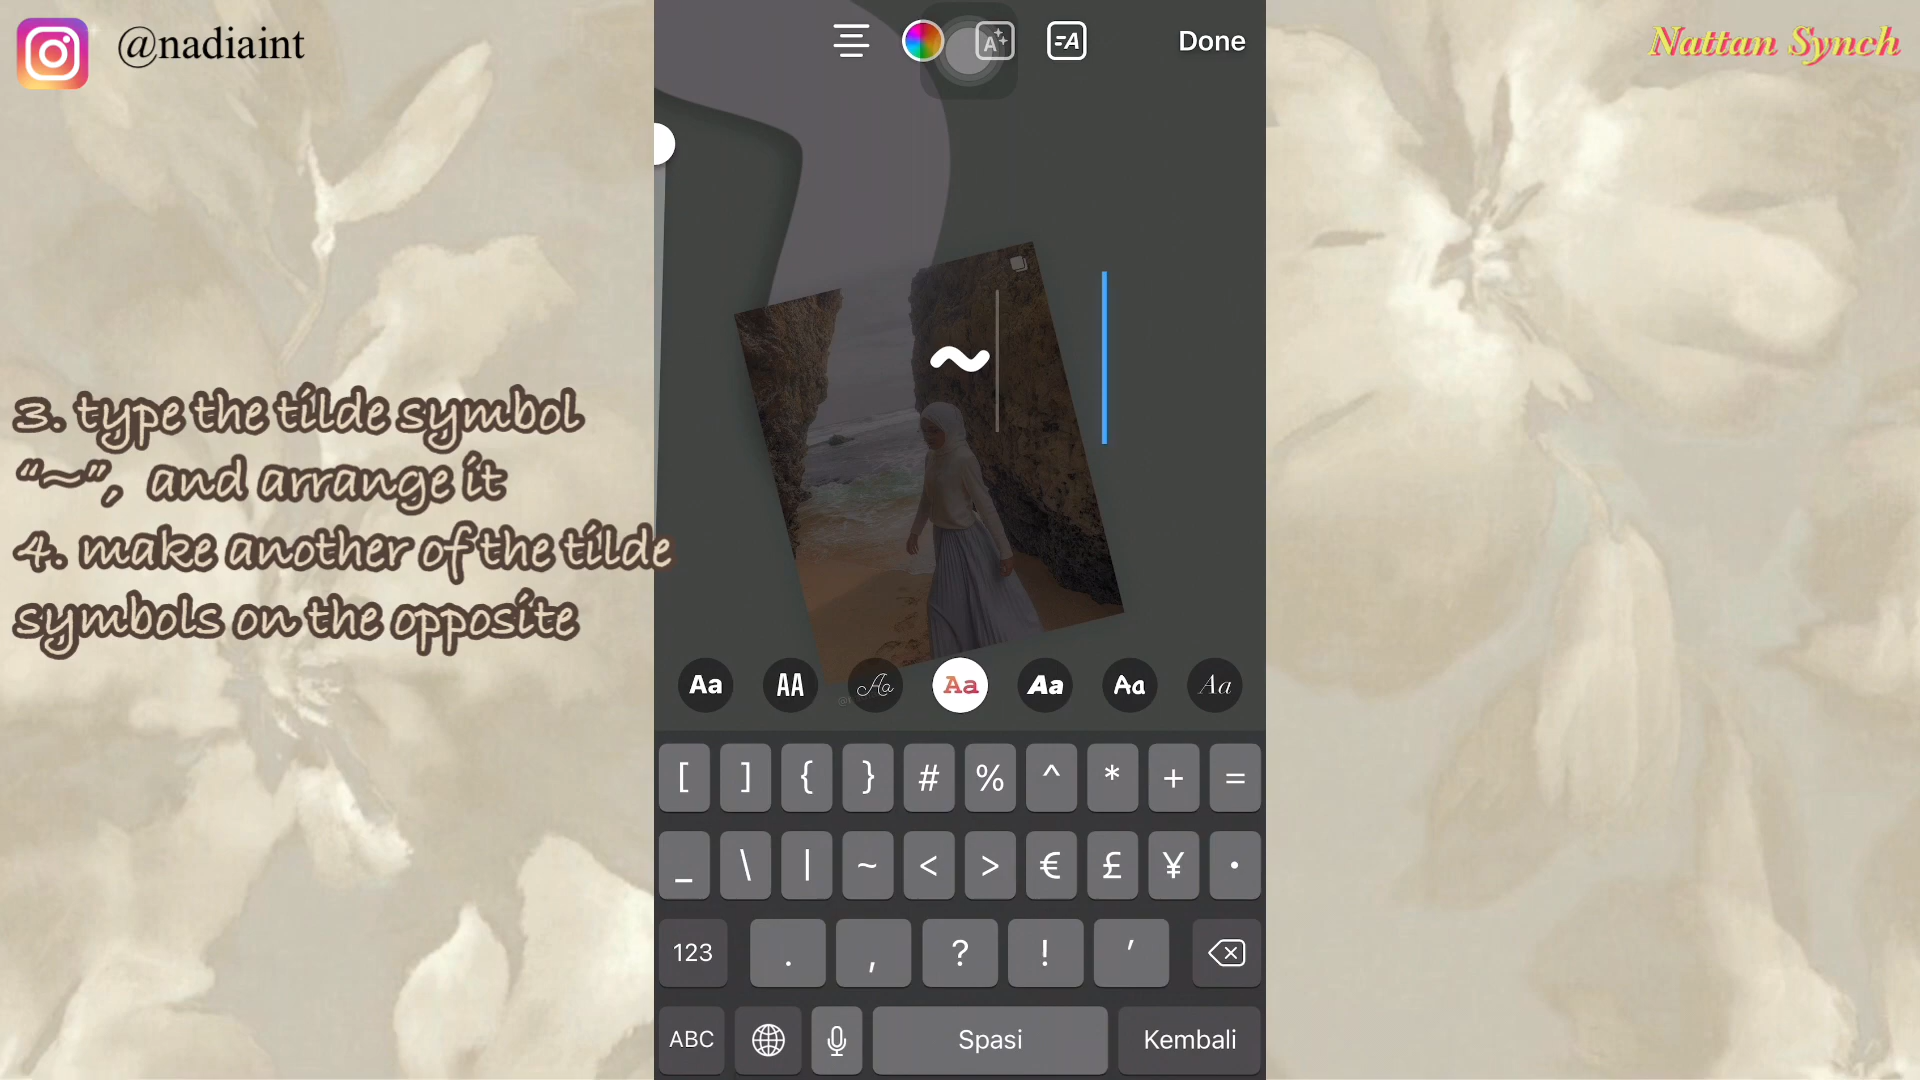 @nadiaint
Nattan Synch
Done
A
=A
~
3. type the tilde symbol
“~”, and arrange it
4. make another of the tilde
symbols on the opposite
Aa AA Aa Aa Aa Aa Aa
[ ] { } # % ^ * + =
_ \ | ~ < > € £ ¥ •
123 . , ? ! ’
ABC Spasi Kembali